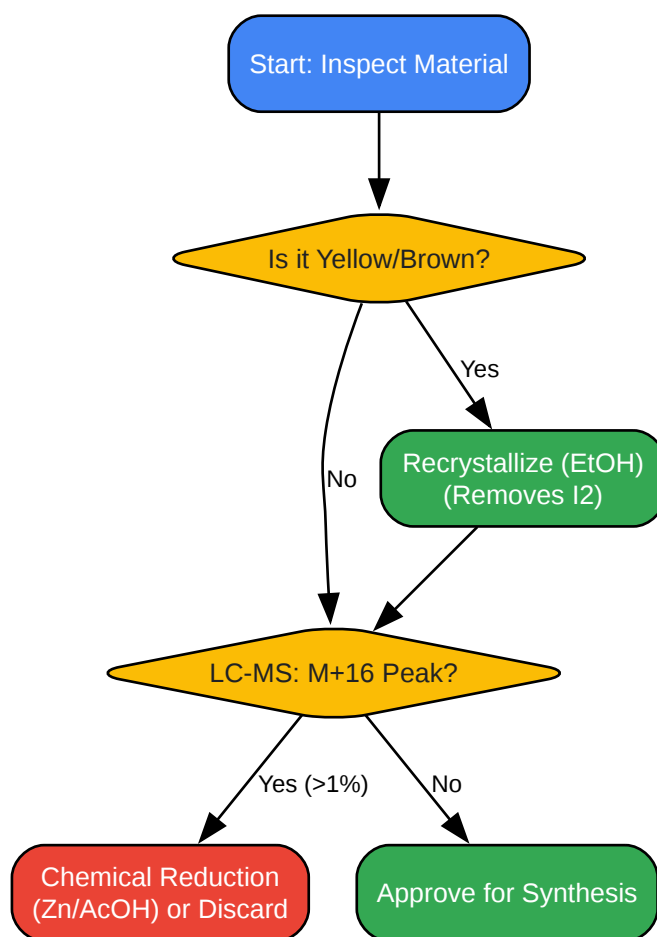 Start: Inspect Material
Is it Yellow/Brown?
Yes
Recrystallize (EtOH)
(Removes I2)
No
LC-MS: M+16 Peak?
Yes (>1%)
No
Chemical Reduction
(Zn/AcOH) or Discard
Approve for Synthesis